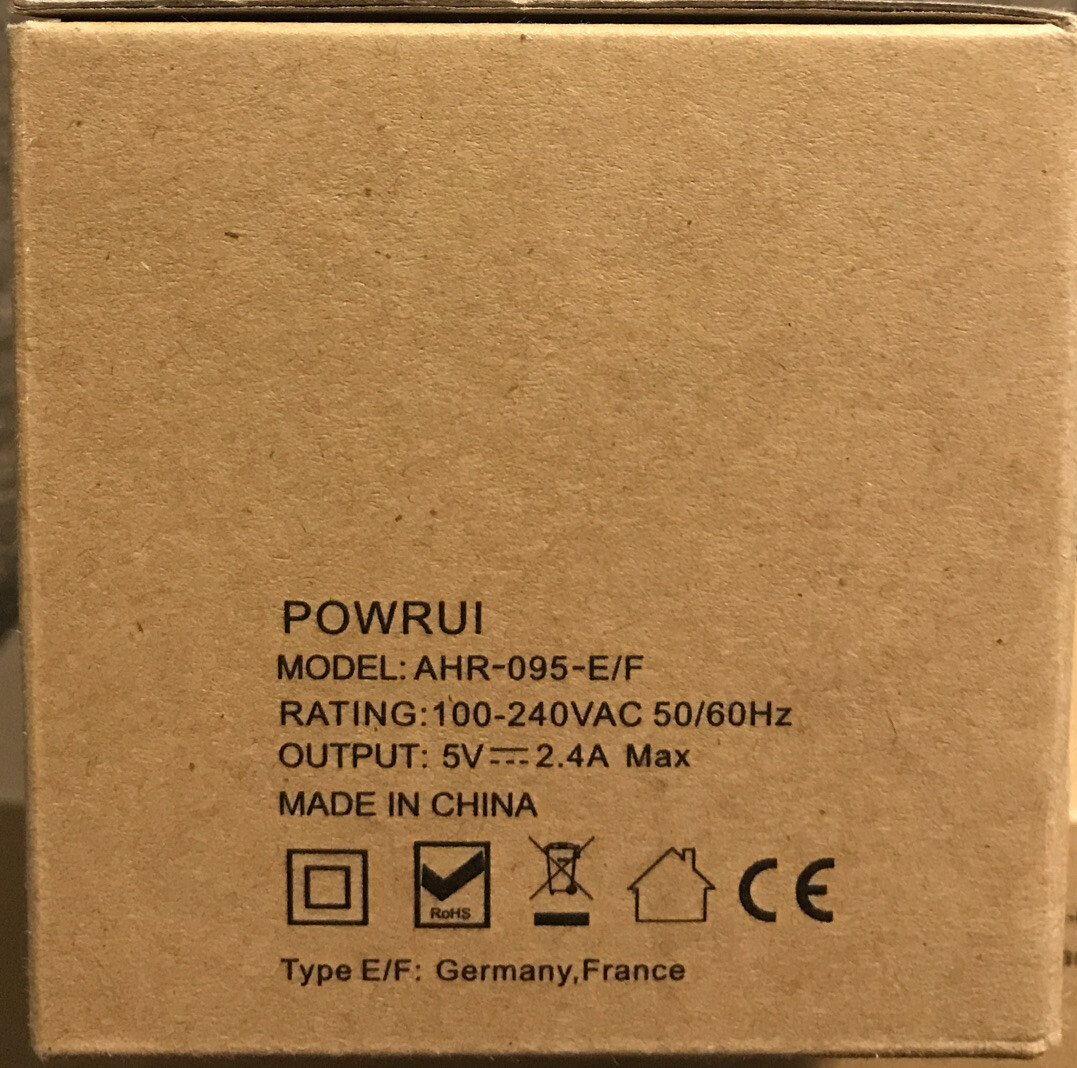 POWRUI
MODEL: AHR-095-E/F
RATING:100-240VAC 50/60Hz
OUTPUT: 5V⎓2.4A Max
MADE IN CHINA
RoHS CE
Type E/F: Germany,France